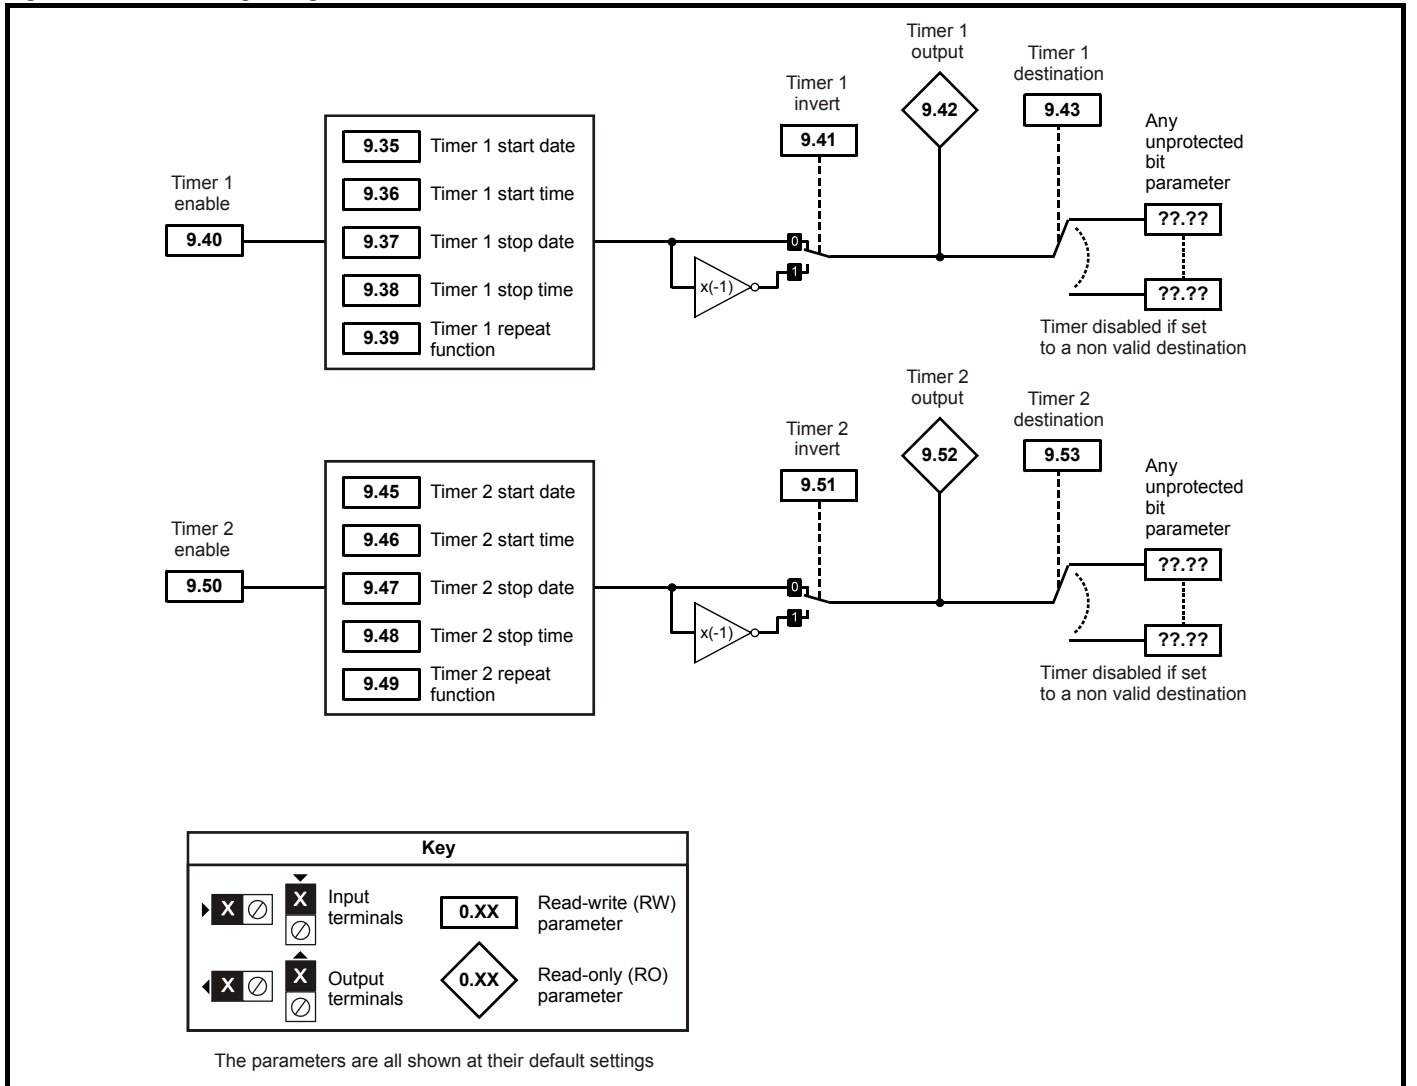 Timer 1
output
Timer 1
destination
Timer 1
invert
9.42
9.43
Any
unprotected
bit
parameter
9.41
9.35 Timer 1 start date
9.36 Timer 1 start time
Timer 1
enable
9.40
9.37 Timer 1 stop date
9.38 Timer 1 stop time
9.39 Timer 1 repeat
function
0
1
x(-1)
??.??
??.??
Timer disabled if set
to a non valid destination
Timer 2
output
Timer 2
destination
Timer 2
invert
9.52
9.53
Any
unprotected
bit
parameter
9.51
9.45 Timer 2 start date
9.46 Timer 2 start time
Timer 2
enable
9.50
9.47 Timer 2 stop date
9.48 Timer 2 stop time
9.49 Timer 2 repeat
function
0
1
x(-1)
??.??
??.??
Timer disabled if set
to a non valid destination
Key
X X Input
terminals
0.XX Read-write (RW)
parameter
X X Output
terminals
0.XX Read-only (RO)
parameter
The parameters are all shown at their default settings